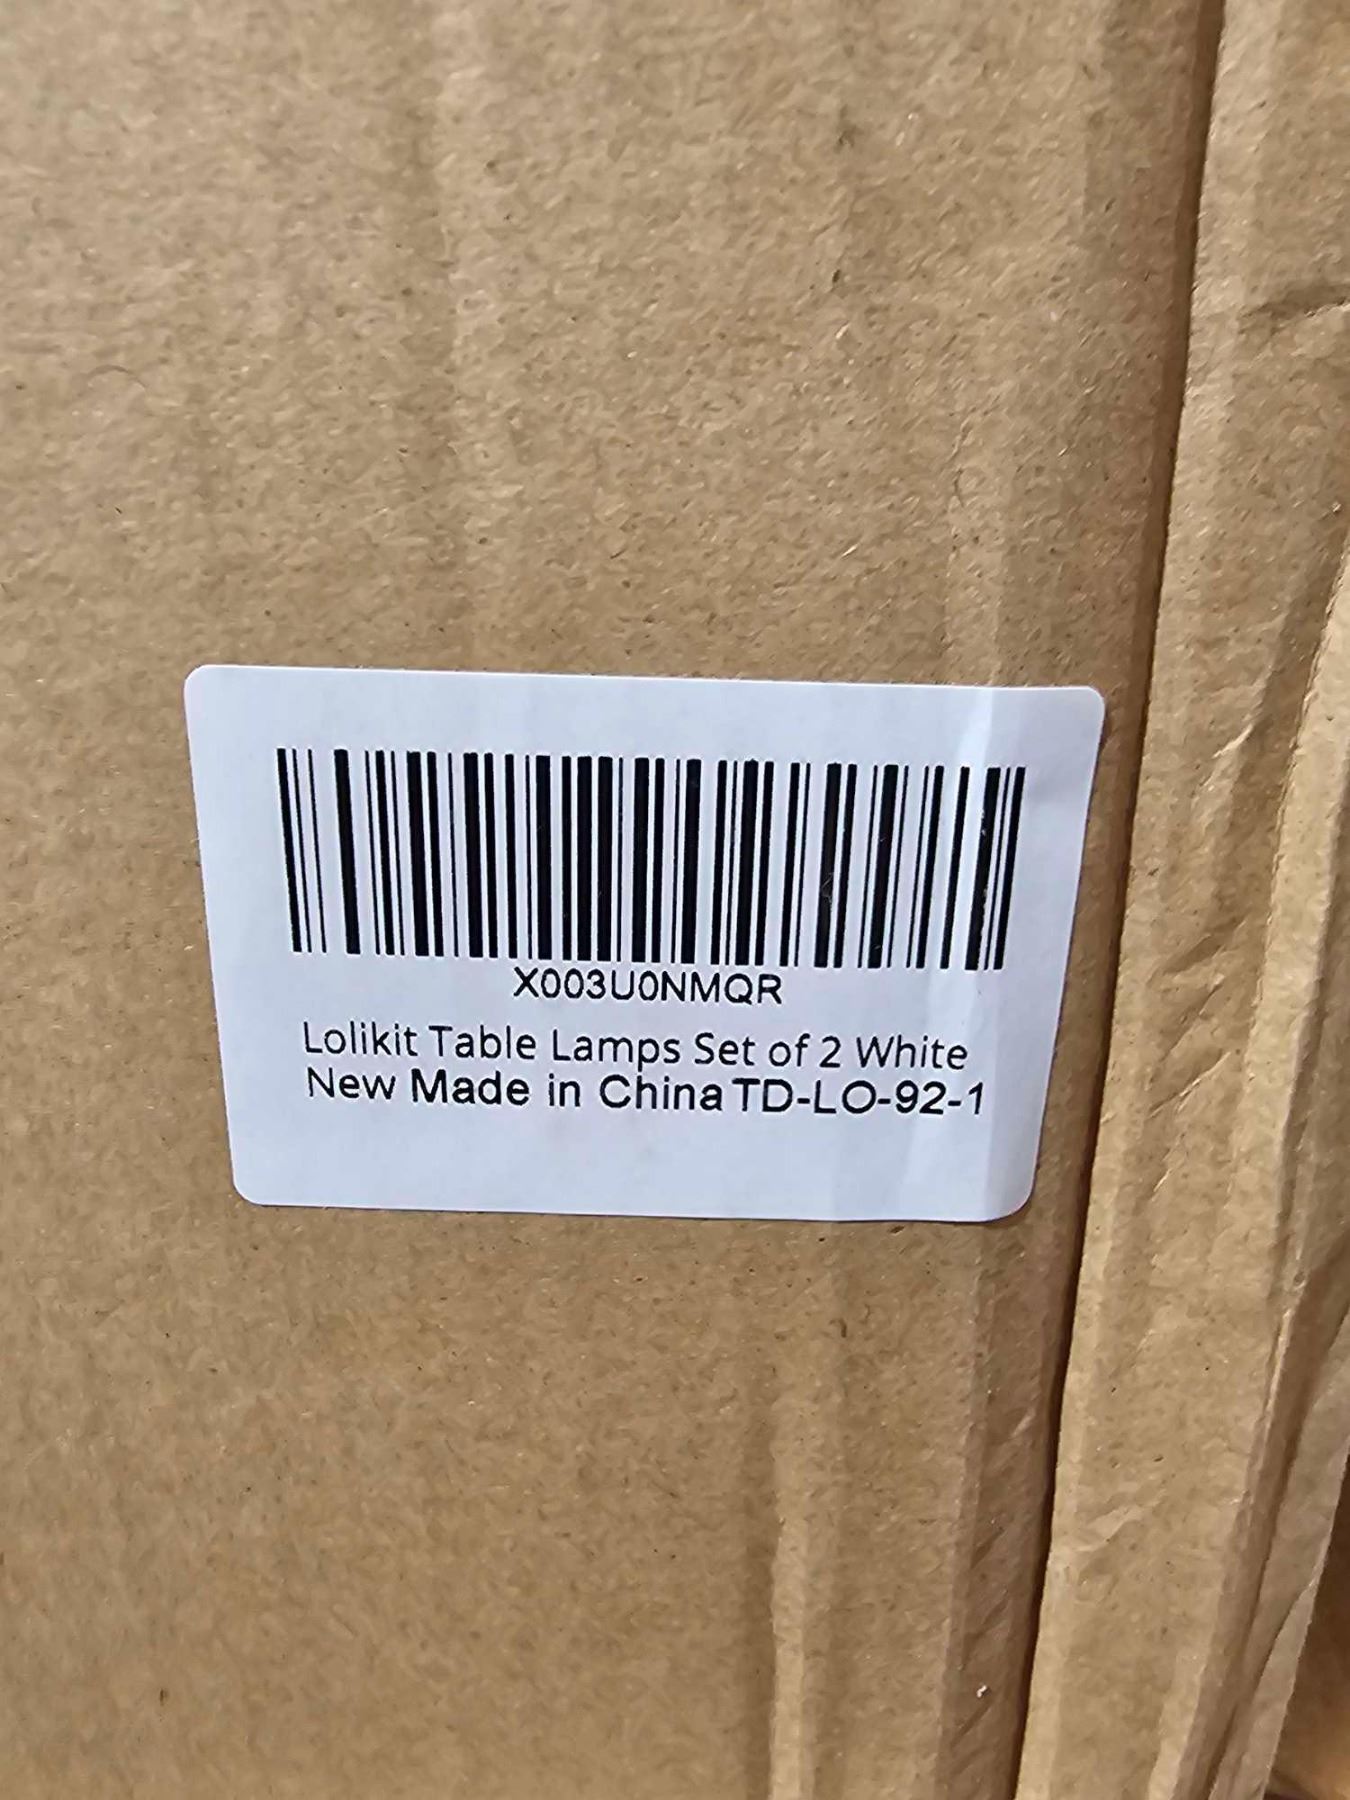 X003U0NMQR
Lolikit Table Lamps Set of 2 White
New Made in China TD-LO-92-1